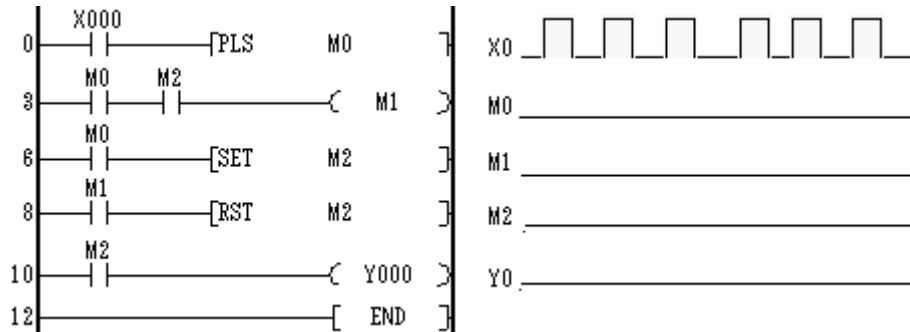 X000
0 PLS M0
M0 M2
3 M1
M0
6 SET M2
M1
8 RST M2
M2
10 Y000
12 END
X0
M0
M1
M2
Y0